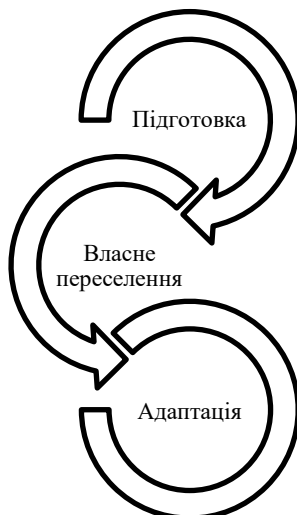 Підготовка
Власне
переселення
Адаптація